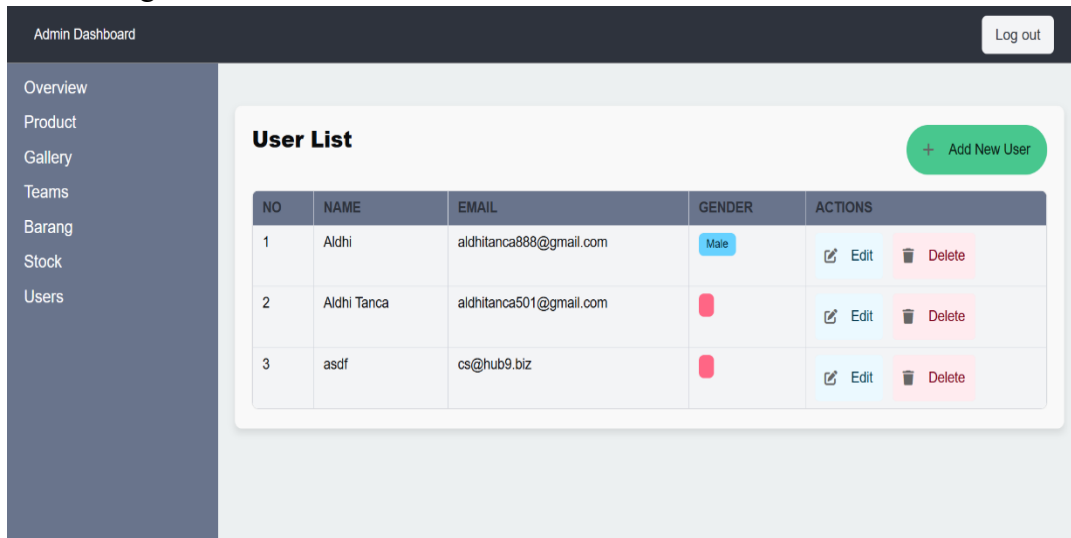 Admin Dashboard
Log out
Overview
Product
Gallery
Teams
Barang
Stock
Users
User List
+ Add New User
NO NAME EMAIL GENDER ACTIONS
1 Aldhi aldhitanca888@gmail.com Male Edit Delete
2 Aldhi Tanca aldhitanca501@gmail.com Edit Delete
3 asdf cs@hub9.biz Edit Delete